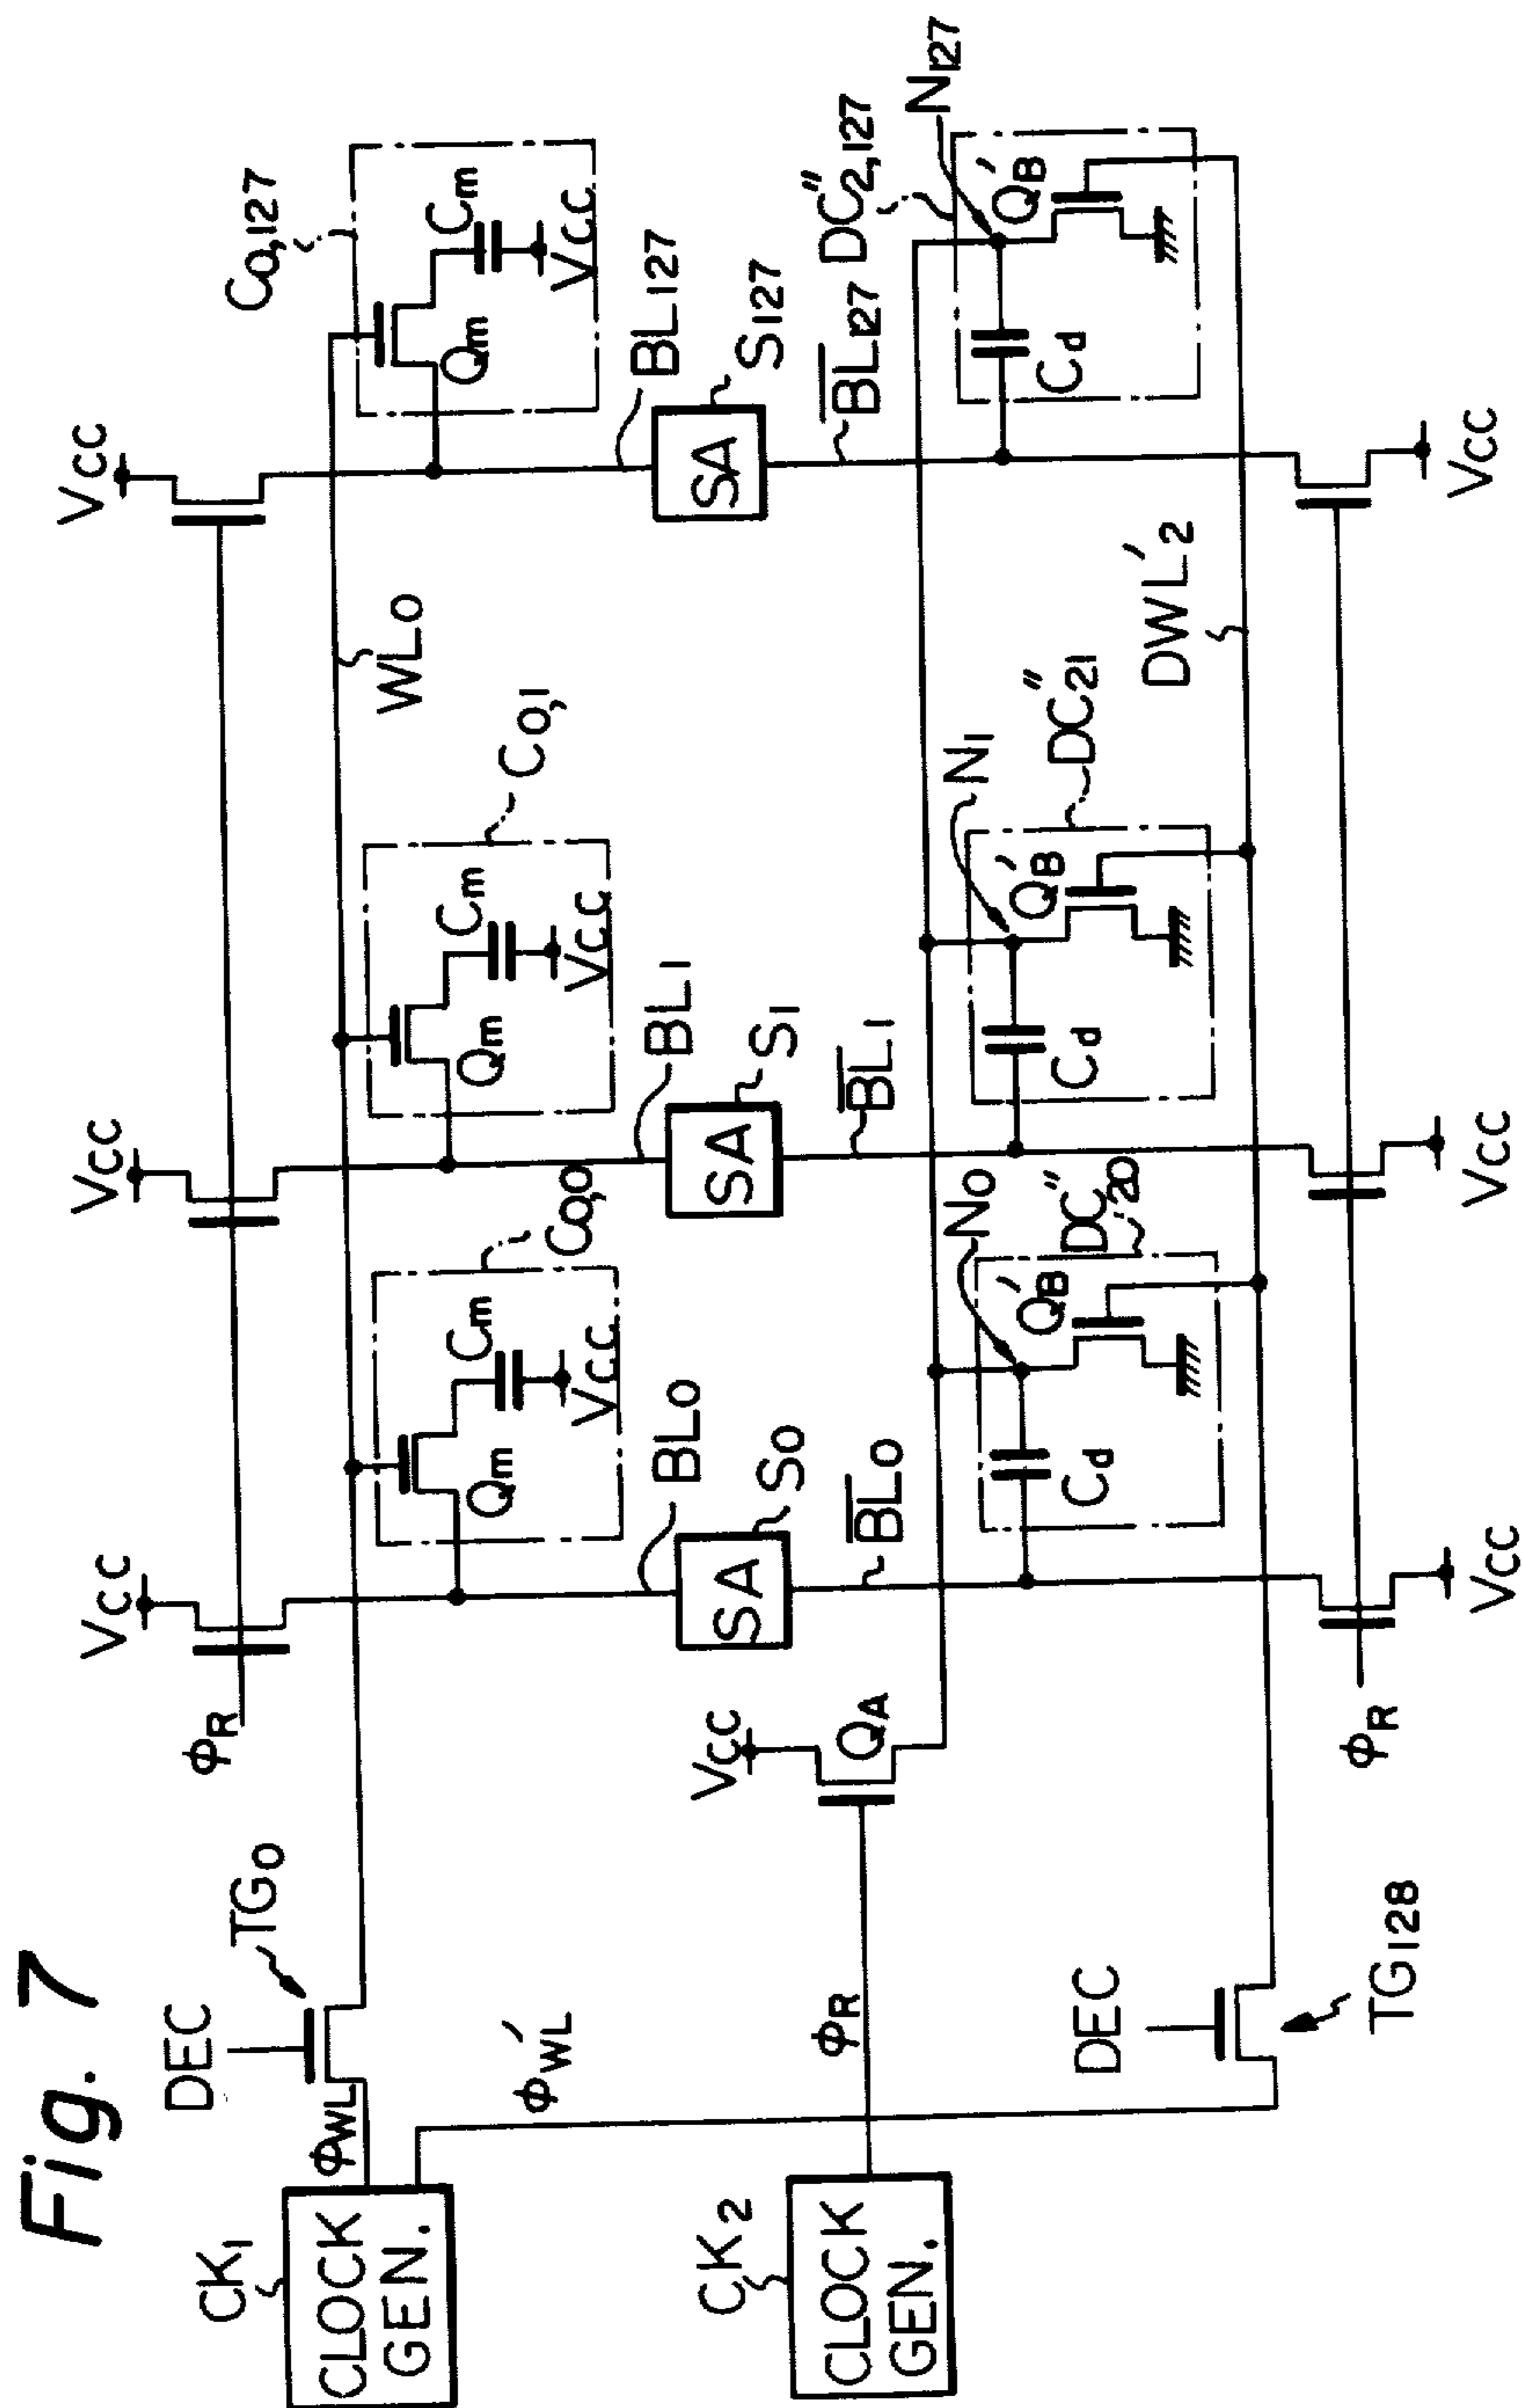 Fig. 7
CK1
CLOCK
GEN.
ϕWL
DEC
TG0
ϕ'WL
ϕR
VCC
VCC
VCC
WL0
C0,0
Qm
Cm
VCC
C0,1
Qm
Cm
VCC
C0,127
Qm
Cm
VCC
BL0
BL1
BL127
SA
S0
SA
S1
SA
S127
B̅L̅0
B̅L̅1
B̅L̅127
CK2
CLOCK
GEN.
ϕR
VCC
QA
N0
DC"20
Cd
Q'B
N1
DC"21
Cd
Q'B
N127
DC"2,127
Cd
Q'B
DEC
TG128
DWL'2
ϕR
VCC
VCC
VCC